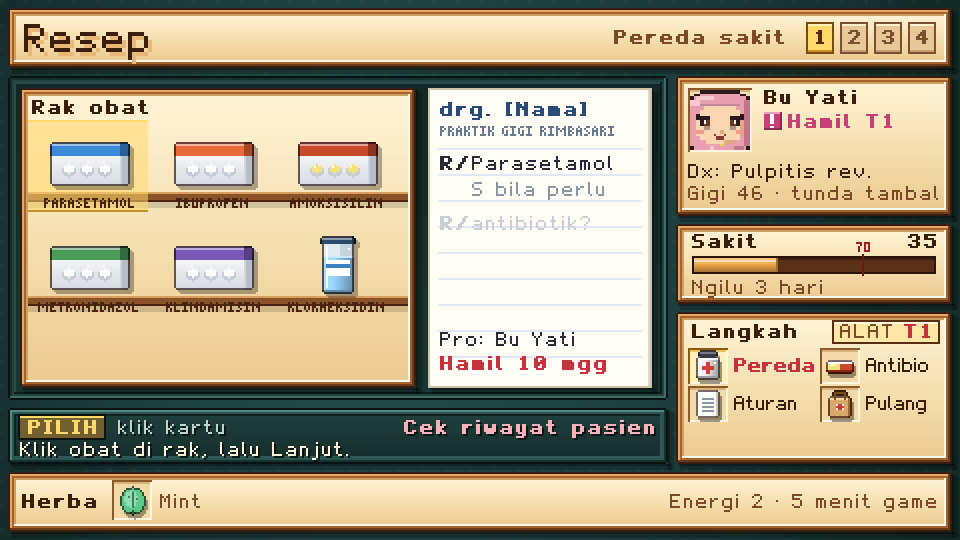 Resep
Pereda sakit 1 2 3 4
Rak obat
PARASETAMOL IBUPROFEN AMOKSISILIN
METRONIDAZOL KLINDAMISIN KLORHEKSIDIN
drg. [Nama]
PRAKTIK GIGI RIMBASARI
R/Parasetamol
S bila perlu
R/antibiotik?
Pro: Bu Yati
Hamil 10 mgg
Bu Yati
! Hamil T1
Dx: Pulpitis rev.
Gigi 46 · tunda tambal
Sakit 70 35
Ngilu 3 hari
Langkah ALAT T1
Pereda Antibio
Aturan Pulang
PILIH klik kartu Cek riwayat pasien
Klik obat di rak, lalu Lanjut.
Herba Mint Energi 2 · 5 menit game